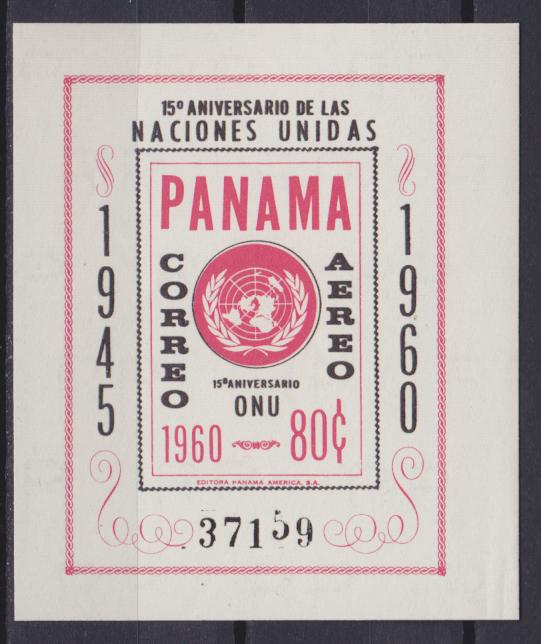 15º ANIVERSARIO DE LAS
NACIONES UNIDAS
1945
1960
PANAMA
CORREO
AEREO
15º ANIVERSARIO
ONU
1960 80¢
EDITORA PANAMA AMERICA, S.A.
37159